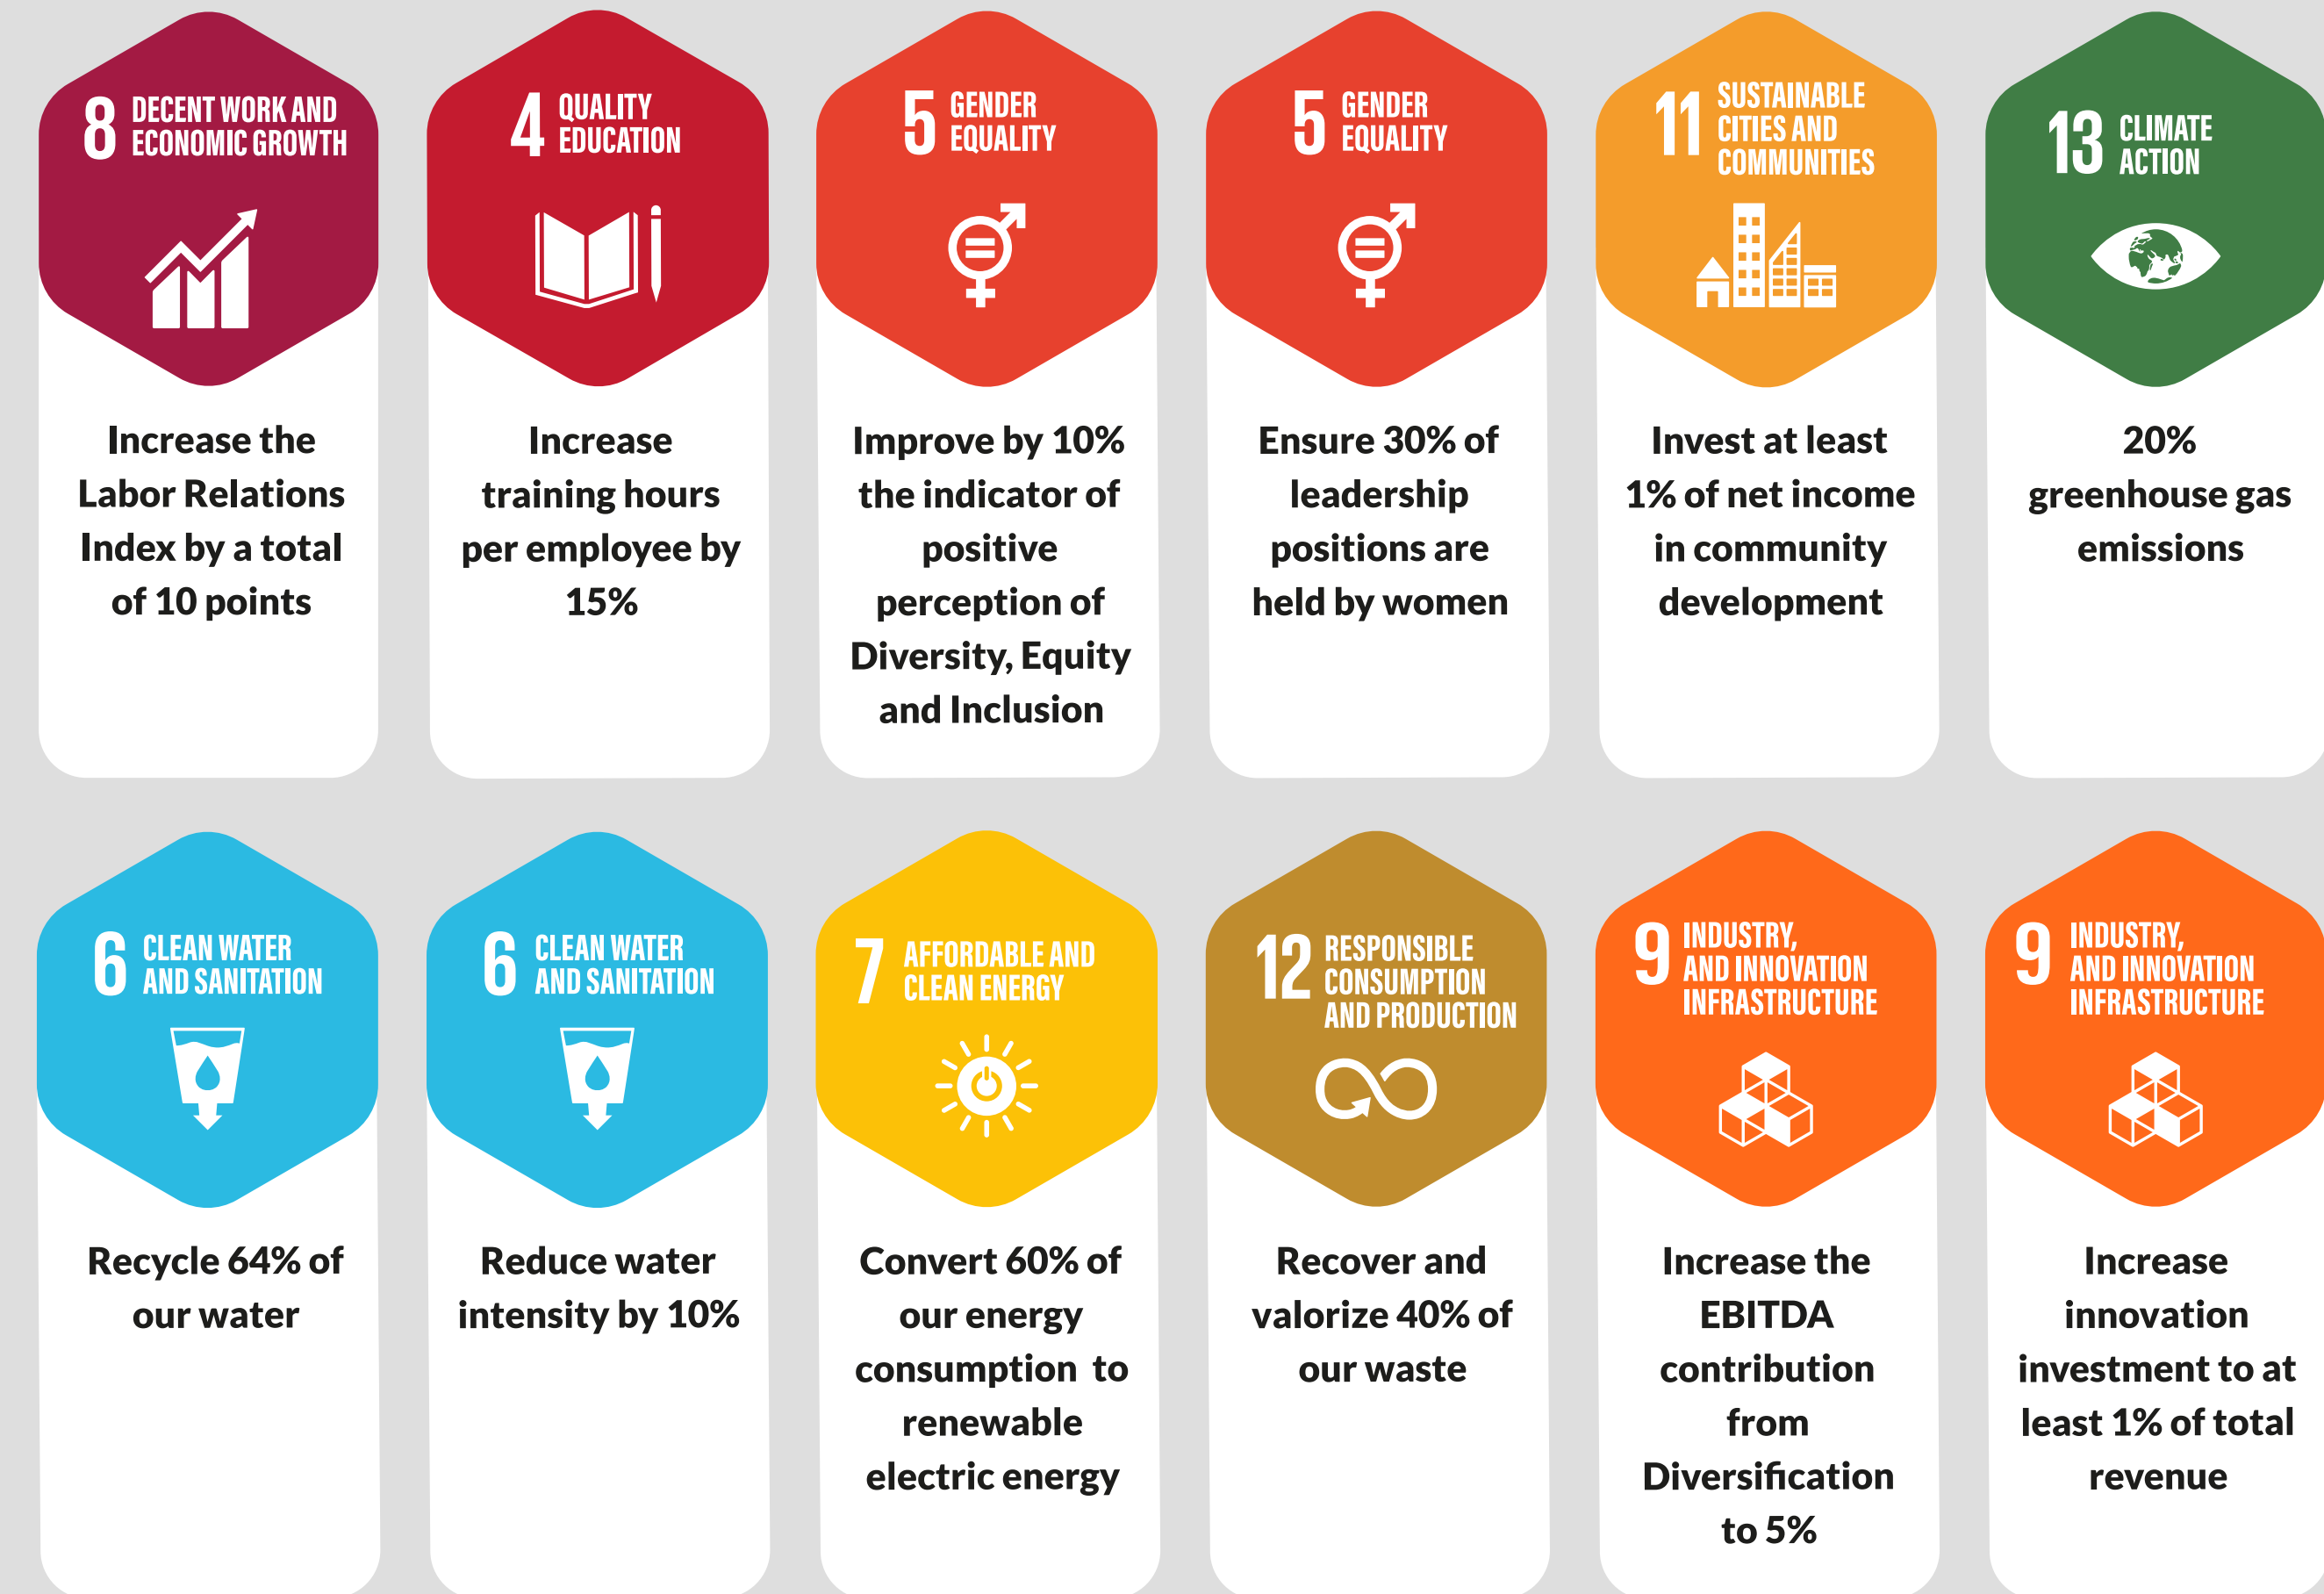 8 DECENT WORK AND
ECONOMIC GROWTH
Increase the
Labor Relations
Index by a total
of 10 points
4 QUALITY
EDUCATION
Increase
training hours
per employee by
15%
5 GENDER
EQUALITY
Improve by 10%
the indicator of
positive
perception of
Diversity, Equity
and Inclusion
5 GENDER
EQUALITY
Ensure 30% of
leadership
positions are
held by women
11 SUSTAINABLE
CITIES AND
COMMUNITIES
Invest at least
1% of net income
in community
development
13 CLIMATE
ACTION
20%
greenhouse gas
emissions
6 CLEAN WATER
AND SANITATION
Recycle 64% of
our water
6 CLEAN WATER
AND SANITATION
Reduce water
intensity by 10%
7 AFFORDABLE AND
CLEAN ENERGY
Convert 60% of
our energy
consumption to
renewable
electric energy
12 RESPONSIBLE
CONSUMPTION
AND PRODUCTION
Recover and
valorize 40% of
our waste
9 INDUSTRY,
AND INNOVATION
INFRASTRUCTURE
Increase the
EBITDA
contribution
from
Diversification
to 5%
9 INDUSTRY,
AND INNOVATION
INFRASTRUCTURE
Increase
innovation
investment to at
least 1% of total
revenue